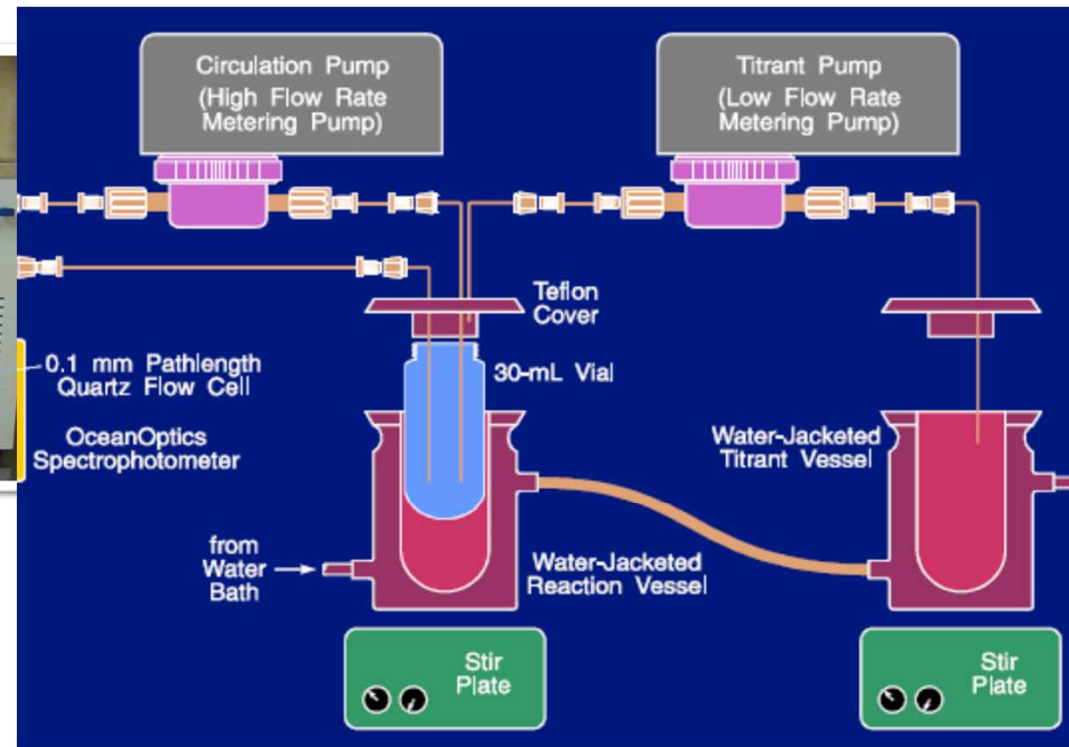 Circulation Pump
(High Flow Rate
Metering Pump)
Titrant Pump
(Low Flow Rate
Metering Pump)
Teflon
Cover
0.1 mm Pathlength
Quartz Flow Cell
30-mL Vial
OceanOptics
Spectrophotometer
Water-Jacketed
Titrant Vessel
from
Water
Bath
Water-Jacketed
Reaction Vessel
Stir
Plate
Stir
Plate